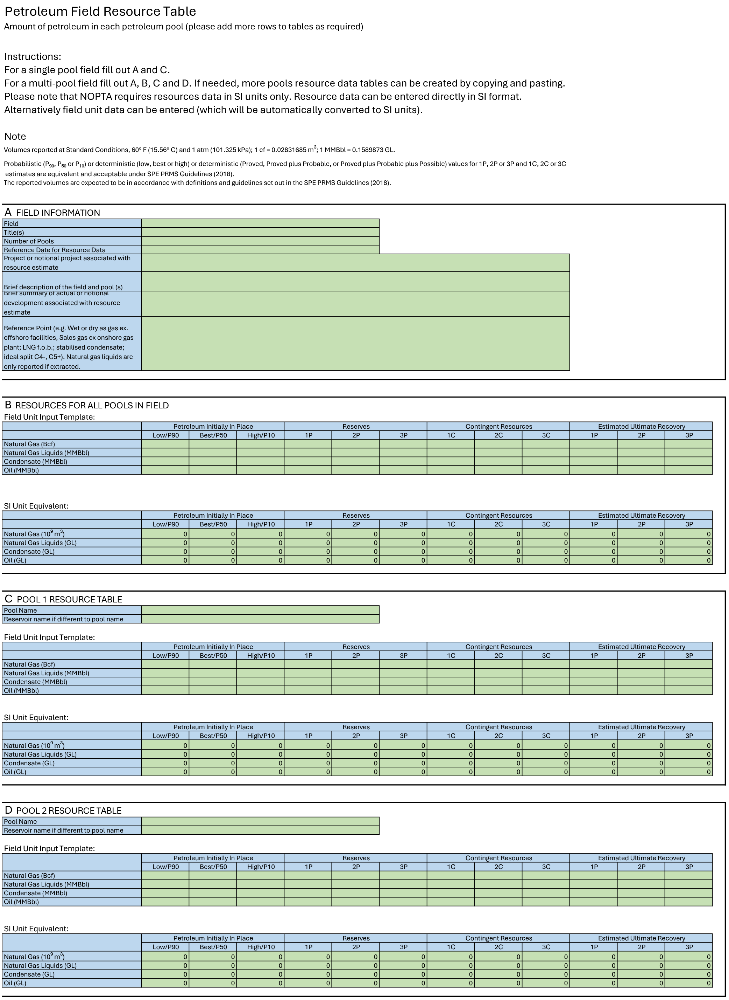 Petroleum Field Resource Table
Amount of petroleum in each petroleum pool (please add more rows to tables as required)
Instructions:
For a single pool field fill out A and C.
For a multi-pool field fill out A, B, C and D. If needed, more pools resource data tables can be created by copying and pasting.
Please note that NOPTA requires resources data in SI units only. Resource data can be entered directly in SI format.
Alternatively field unit data can be entered (which will be automatically converted to SI units).
Note
Volumes reported at Standard Conditions, 60° F (15.56° C) and 1 atm (101.325 kPa); 1 cf = 0.02831685 m³; 1 MMBbl = 0.1589873 GL.
Probabilistic (P₉₀, P₅₀ or P₁₀) or deterministic (low, best or high) or deterministic (Proved, Proved plus Probable, or Proved plus Probable plus Possible) values for 1P, 2P or 3P and 1C, 2C or 3C
estimates are equivalent and acceptable under SPE PRMS Guidelines (2018).
The reported volumes are expected to be in accordance with definitions and guidelines set out in the SPE PRMS Guidelines (2018).
A FIELD INFORMATION
Field
Title(s)
Number of Pools
Reference Date for Resource Data
Project or notional project associated with
resource estimate
Brief description of the field and pool (s)
Brief summary of actual or notional
development associated with resource
estimate
Reference Point (e.g. Wet or dry as gas ex.
offshore facilities, Sales gas ex onshore gas
plant; LNG f.o.b.; stabilised condensate;
ideal split C4-, C5+). Natural gas liquids are
only reported if extracted.
B RESOURCES FOR ALL POOLS IN FIELD
Field Unit Input Template:
Petroleum Initially In Place Reserves Contingent Resources Estimated Ultimate Recovery
Low/P90 Best/P50 High/P10 1P 2P 3P 1C 2C 3C 1P 2P 3P
Natural Gas (Bcf)
Natural Gas Liquids (MMBbl)
Condensate (MMBbl)
Oil (MMBbl)
SI Unit Equivalent:
Petroleum Initially In Place Reserves Contingent Resources Estimated Ultimate Recovery
Low/P90 Best/P50 High/P10 1P 2P 3P 1C 2C 3C 1P 2P 3P
Natural Gas (10⁹ m³) 0 0 0 0 0 0 0 0 0 0 0 0
Natural Gas Liquids (GL) 0 0 0 0 0 0 0 0 0 0 0 0
Condensate (GL) 0 0 0 0 0 0 0 0 0 0 0 0
Oil (GL) 0 0 0 0 0 0 0 0 0 0 0 0
C POOL 1 RESOURCE TABLE
Pool Name
Reservoir name if different to pool name
Field Unit Input Template:
Petroleum Initially In Place Reserves Contingent Resources Estimated Ultimate Recovery
Low/P90 Best/P50 High/P10 1P 2P 3P 1C 2C 3C 1P 2P 3P
Natural Gas (Bcf)
Natural Gas Liquids (MMBbl)
Condensate (MMBbl)
Oil (MMBbl)
SI Unit Equivalent:
Petroleum Initially In Place Reserves Contingent Resources Estimated Ultimate Recovery
Low/P90 Best/P50 High/P10 1P 2P 3P 1C 2C 3C 1P 2P 3P
Natural Gas (10⁹ m³) 0 0 0 0 0 0 0 0 0 0 0 0
Natural Gas Liquids (GL) 0 0 0 0 0 0 0 0 0 0 0 0
Condensate (GL) 0 0 0 0 0 0 0 0 0 0 0 0
Oil (GL) 0 0 0 0 0 0 0 0 0 0 0 0
D POOL 2 RESOURCE TABLE
Pool Name
Reservoir name if different to pool name
Field Unit Input Template:
Petroleum Initially In Place Reserves Contingent Resources Estimated Ultimate Recovery
Low/P90 Best/P50 High/P10 1P 2P 3P 1C 2C 3C 1P 2P 3P
Natural Gas (Bcf)
Natural Gas Liquids (MMBbl)
Condensate (MMBbl)
Oil (MMBbl)
SI Unit Equivalent:
Petroleum Initially In Place Reserves Contingent Resources Estimated Ultimate Recovery
Low/P90 Best/P50 High/P10 1P 2P 3P 1C 2C 3C 1P 2P 3P
Natural Gas (10⁹ m³) 0 0 0 0 0 0 0 0 0 0 0 0
Natural Gas Liquids (GL) 0 0 0 0 0 0 0 0 0 0 0 0
Condensate (GL) 0 0 0 0 0 0 0 0 0 0 0 0
Oil (GL) 0 0 0 0 0 0 0 0 0 0 0 0